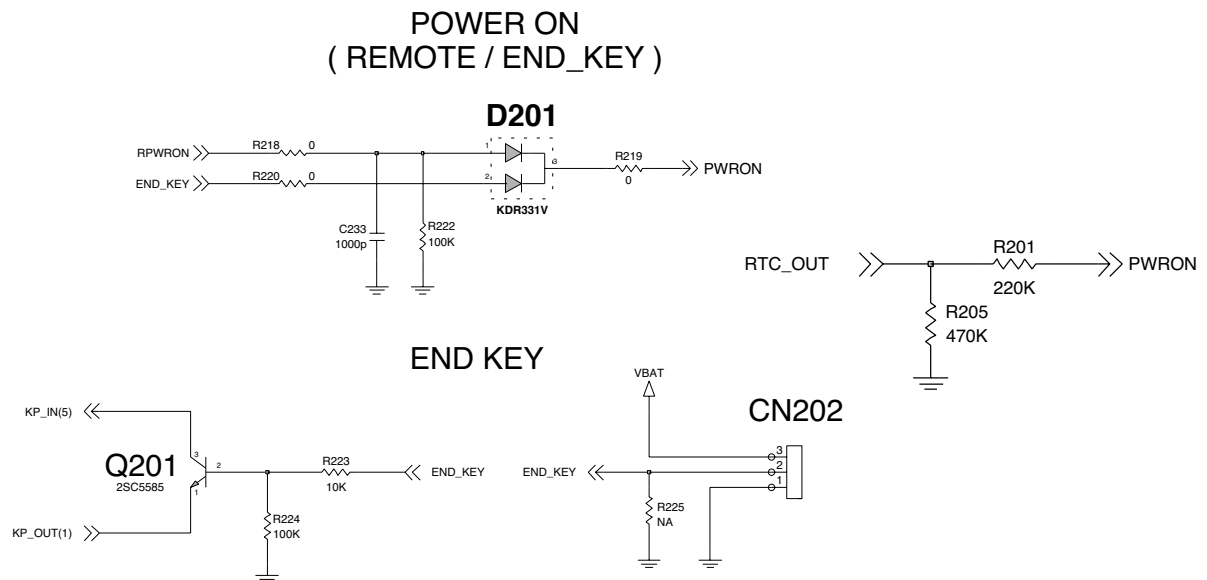 POWER ON
( REMOTE / END_KEY )
D201
RPWRON
R218
0
1
3
R219
0
PWRON
END_KEY
R220
0
2
KDR331V
C233
1000p
R222
100K
RTC_OUT
R201
220K
PWRON
R205
470K
END KEY
KP_IN(5)
3
Q201
2SC5585
2
1
R223
10K
END_KEY
R224
100K
KP_OUT(1)
VBAT
CN202
3
END_KEY
2
1
R225
NA